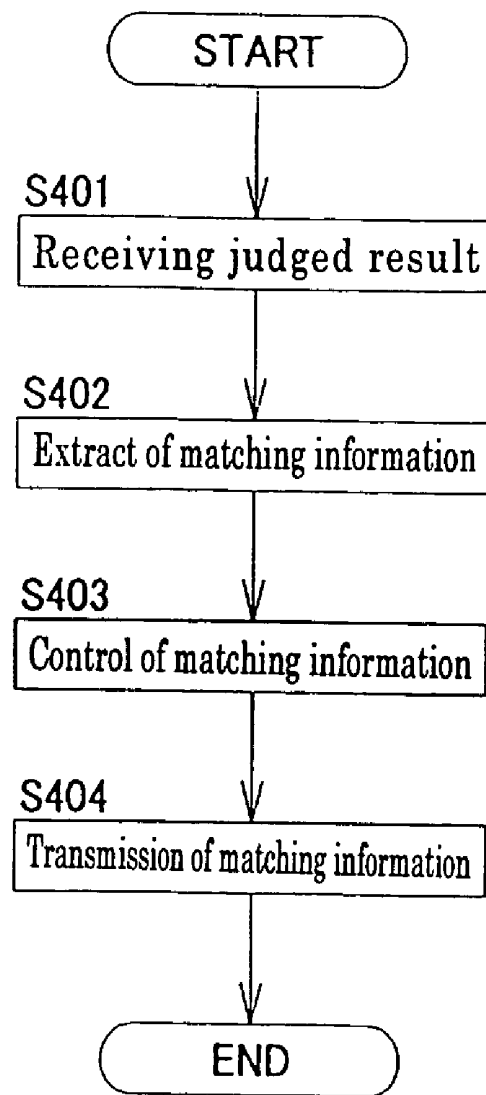 START
S401
Receiving judged result
S402
Extract of matching information
S403
Control of matching information
S404
Transmission of matching information
END